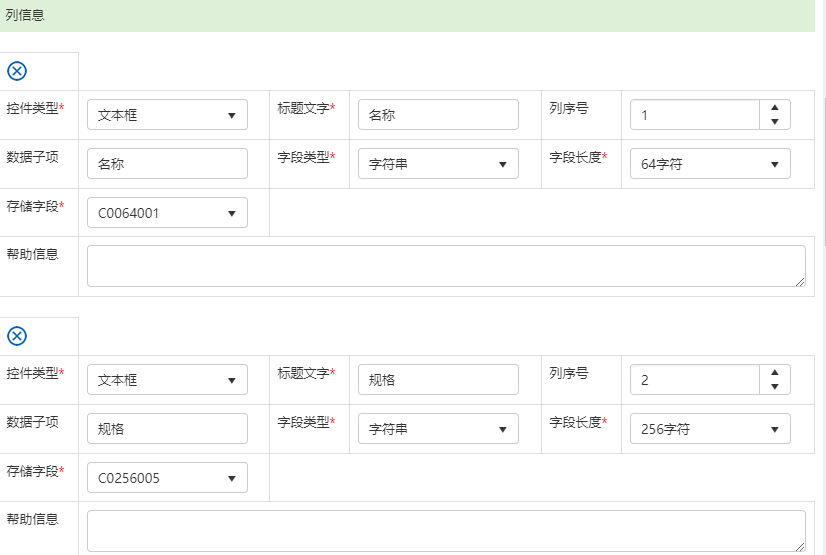 列信息
控件类型* 文本框 标题文字* 名称 列序号 1
数据子项 名称 字段类型* 字符串 字段长度* 64字符
存储字段* C0064001
帮助信息
控件类型* 文本框 标题文字* 规格 列序号 2
数据子项 规格 字段类型* 字符串 字段长度* 256字符
存储字段* C0256005
帮助信息